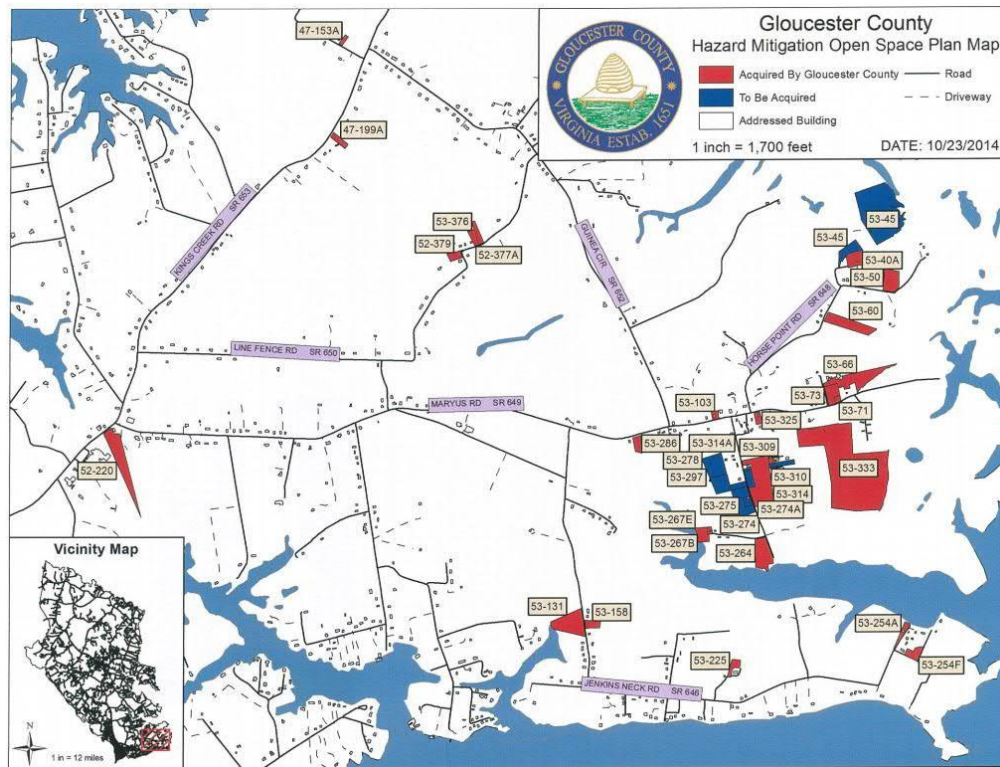 Gloucester County
Hazard Mitigation Open Space Plan Map
GLOUCESTER COUNTY
VIRGINIA ESTAB. 1651
Acquired By Gloucester County
Road
To Be Acquired
Driveway
Addressed Building
1 inch = 1,700 feet
DATE: 10/23/2014
47-153A
47-199A
KINGS CREEK RD SR 653
53-376
52-379
52-377A
GUINEA CIR SR 652
53-45
53-45
53-40A
53-50
HORSE POINT RD SR 648
53-60
LINE FENCE RD SR 650
53-66
53-73
53-71
MARYUS RD SR 649
53-103
53-325
53-286
53-314A
53-309
53-278
53-297
53-310
53-333
53-314
53-275
53-274A
53-274
52-220
53-267E
53-267B
53-264
53-131
53-158
53-254A
53-254F
53-225
JENKINS NECK RD SR 646
Vicinity Map
N
1 in = 12 miles